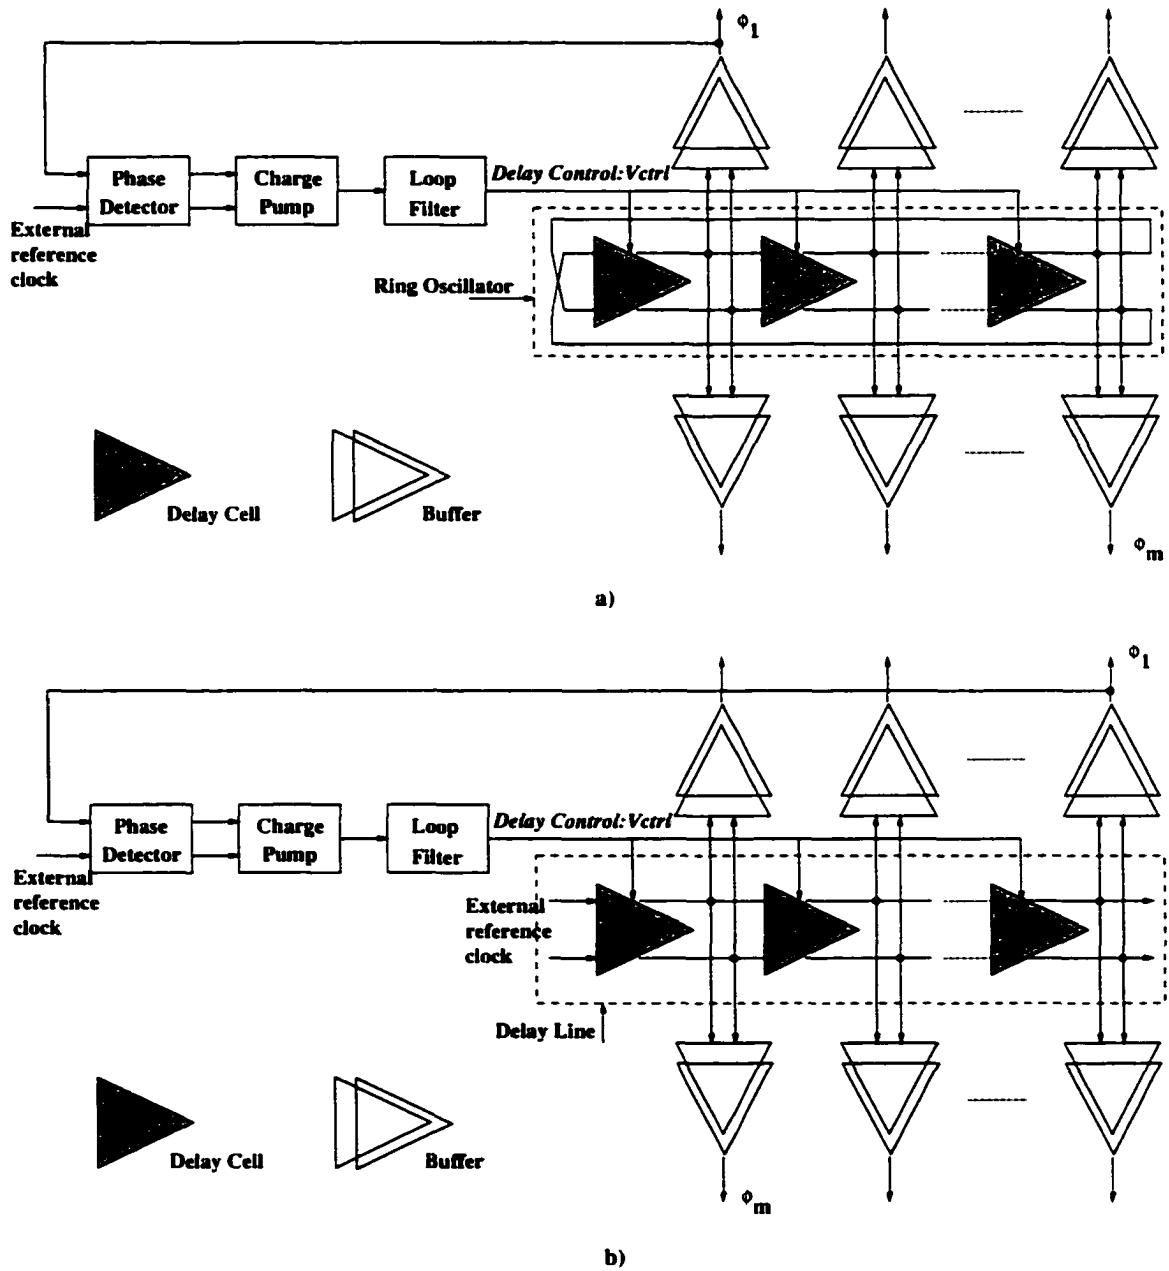 Φ1
Phase
Detector
Charge
Pump
Loop
Filter
Delay Control:Vctrl
External
reference
clock
Ring Oscillator
Delay Cell
Buffer
Φm
a)
Φ1
Phase
Detector
Charge
Pump
Loop
Filter
Delay Control:Vctrl
External
reference
clock
External
reference
clock
Delay Line
Delay Cell
Buffer
Φm
b)